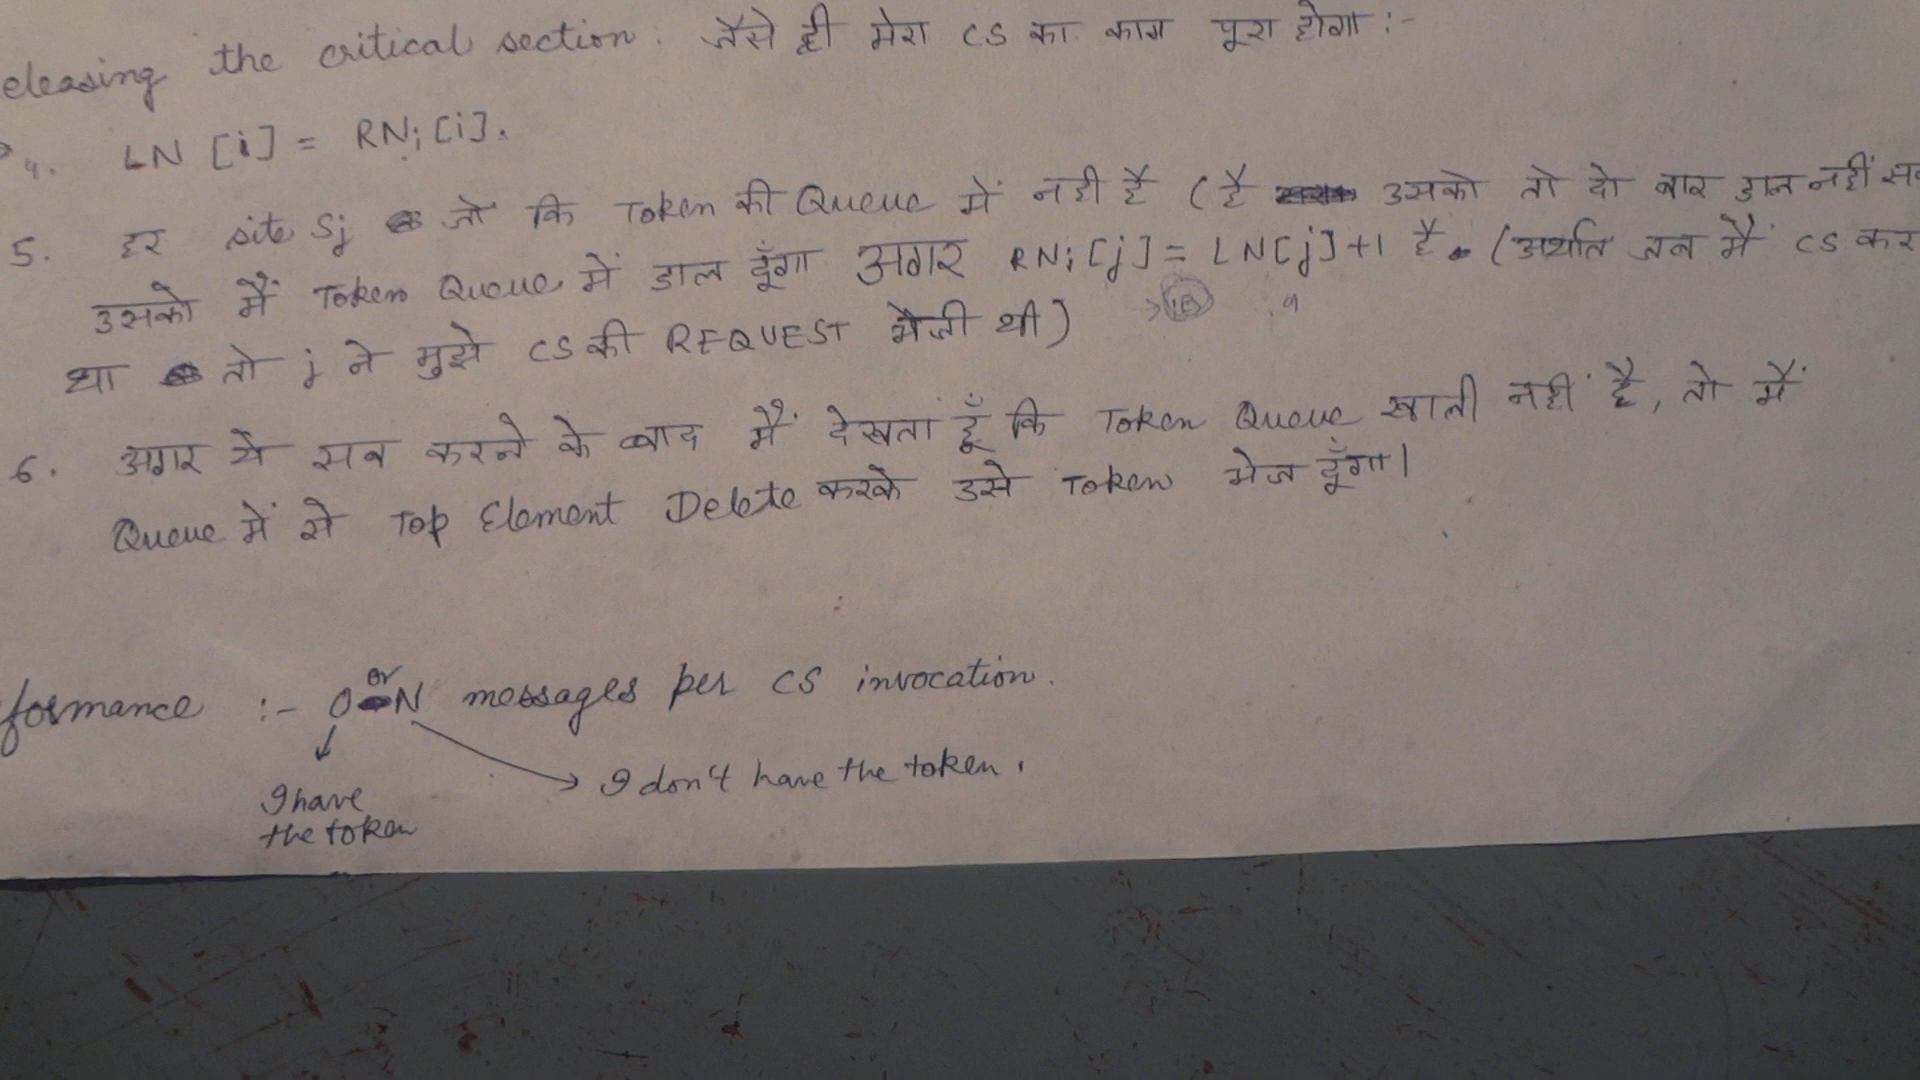 eleasing the critical section : जैसे ही मेरा CS का काम पूरा होगा :-
4. LN [i] = RNi [i].
5. हर site Sj जो कि Token की Queue में नही है ( है उसको तो दो बार डाल नहीं सक
उसको मैं Token Queue में डाल दूँगा अगर RNi [j] = LN[j] +1 है. (अर्थात जब मैं CS कर
था तो j ने मुझे CS की REQUEST भेजी थी)
→ 10 9
6. अगर ये सब करने के बाद मैं देखता हूँ कि Token Queue खाली नहीं है, तो मैं
Queue में से Top Element Delete करके उसे Token भेज दूँगा।
formance :- 0 or N messages per CS invocation.
I have the token
I don't have the token.